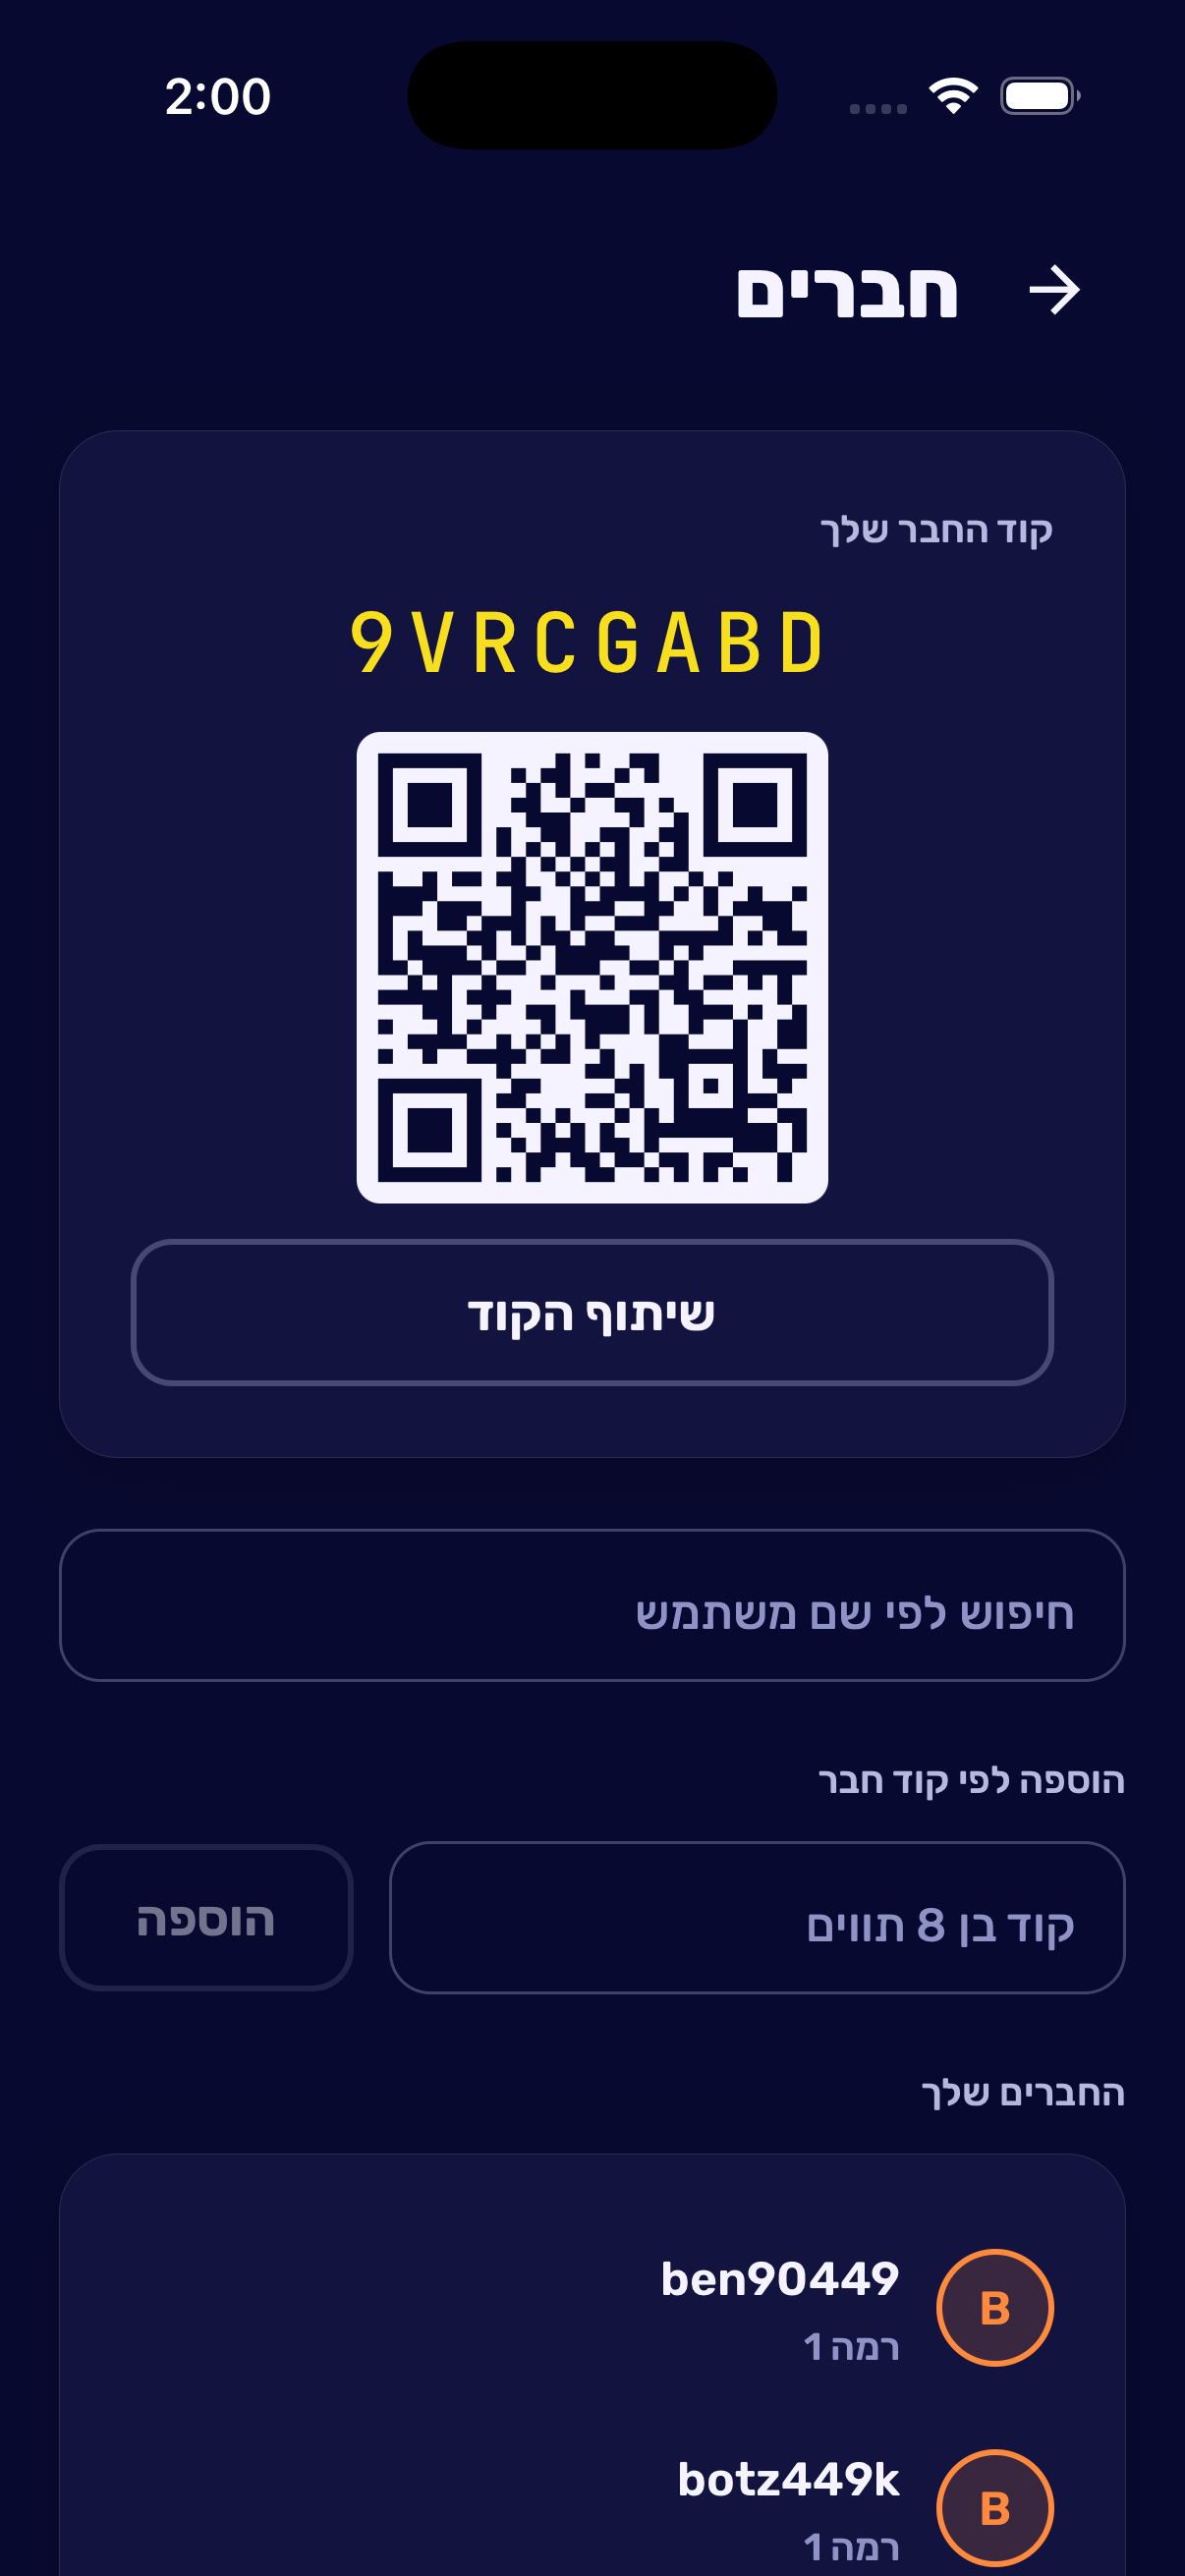 2:00
חברים
קוד החבר שלך
9VRCGABD
שיתוף הקוד
חיפוש לפי שם משתמש
הוספה לפי קוד חבר
קוד בן 8 תווים
הוספה
החברים שלך
B
ben90449
רמה 1
B
botz449k
רמה 1